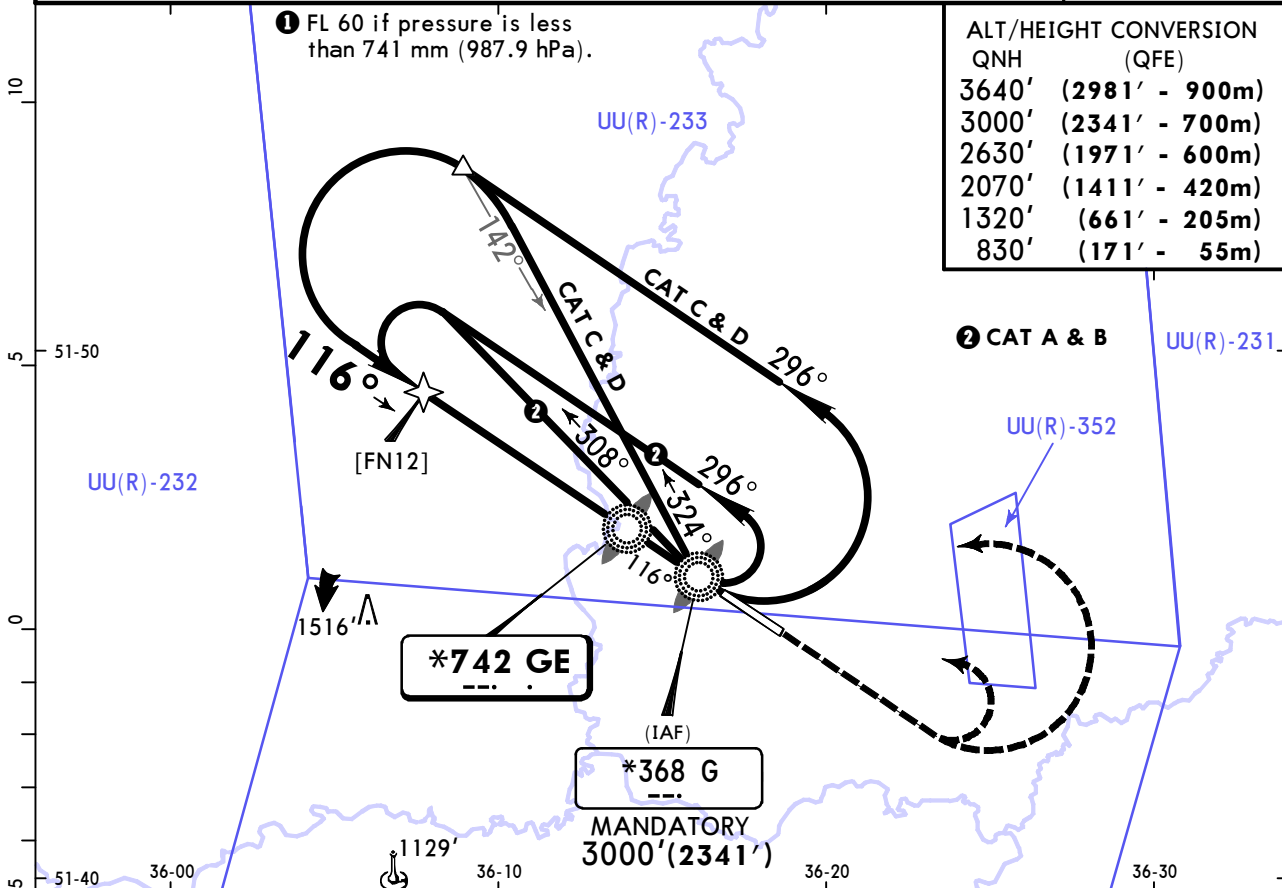 ❶ FL 60 if pressure is less
than 741 mm (987.9 hPa).
ALT/HEIGHT CONVERSION
QNH (QFE)
3640' (2981' - 900m)
3000' (2341' - 700m)
2630' (1971' - 600m)
2070' (1411' - 420m)
1320' (661' - 205m)
830' (171' - 55m)
10
UU(R)-233
142°
CAT C & D
CAT C & D
❷ CAT A & B
UU(R)-231
5
51-50
116°
296°
❷
308°
UU(R)-352
[FN12]
❷
296°
UU(R)-232
324°
116°
0
1516'
*742 GE
(IAF)
*368 G
MANDATORY
3000'(2341')
1129'
5
51-40
36-00
36-10
36-20
36-30